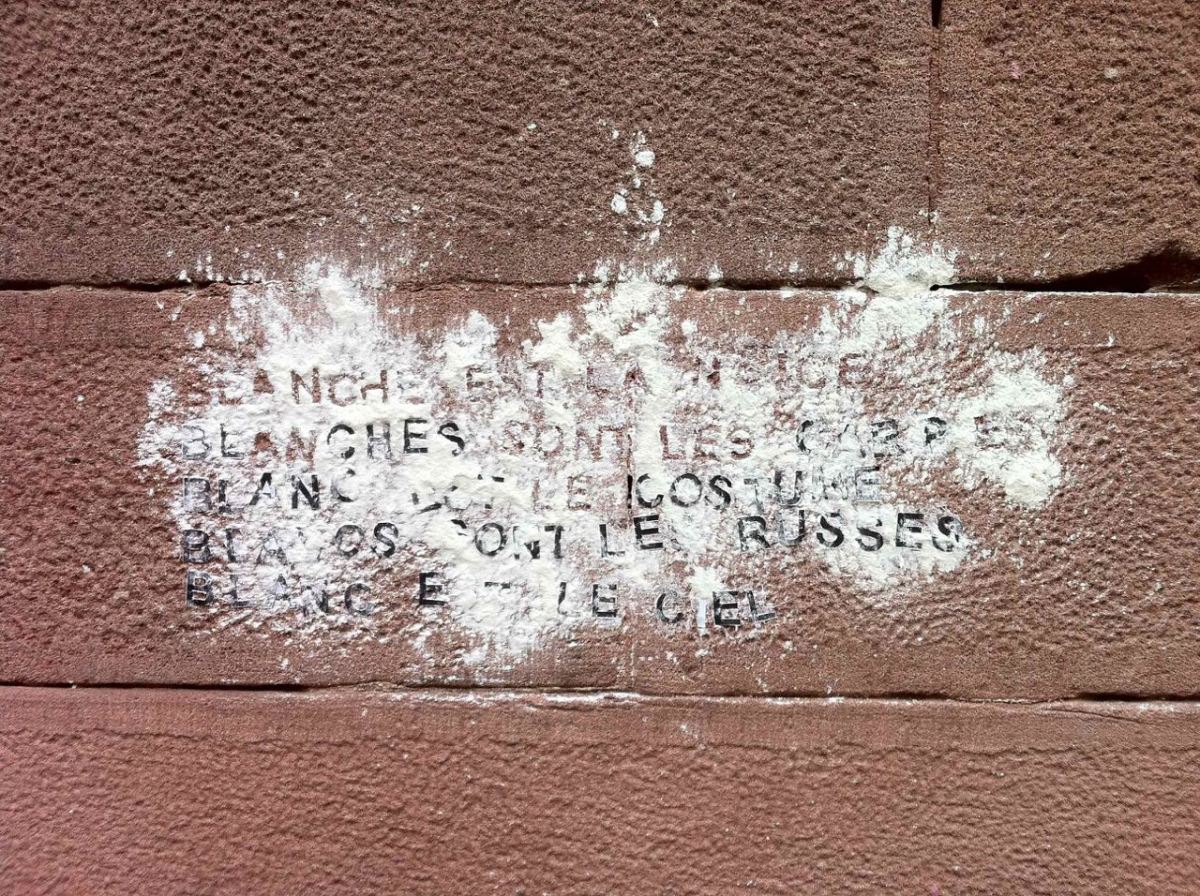 BLANCHE EST LA NEIGE
BLANCHES SONT LES
BLANC EST LE COSTUME
BLANCS SONT LES RUSSES
BLANC EST LE CIEL